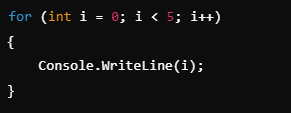 for (int i = 0; i < 5; i++)
{
    Console.WriteLine(i);
}